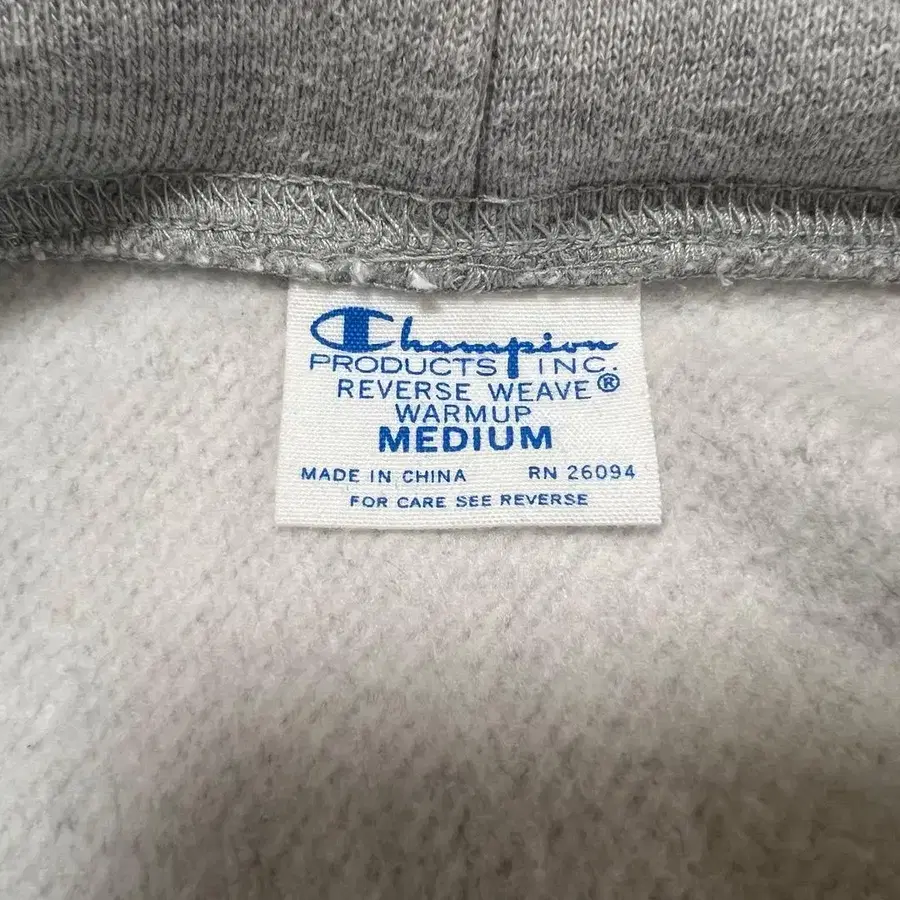 Champion
PRODUCTS INC.
REVERSE WEAVE®
WARMUP
MEDIUM
MADE IN CHINA RN 26094
FOR CARE SEE REVERSE